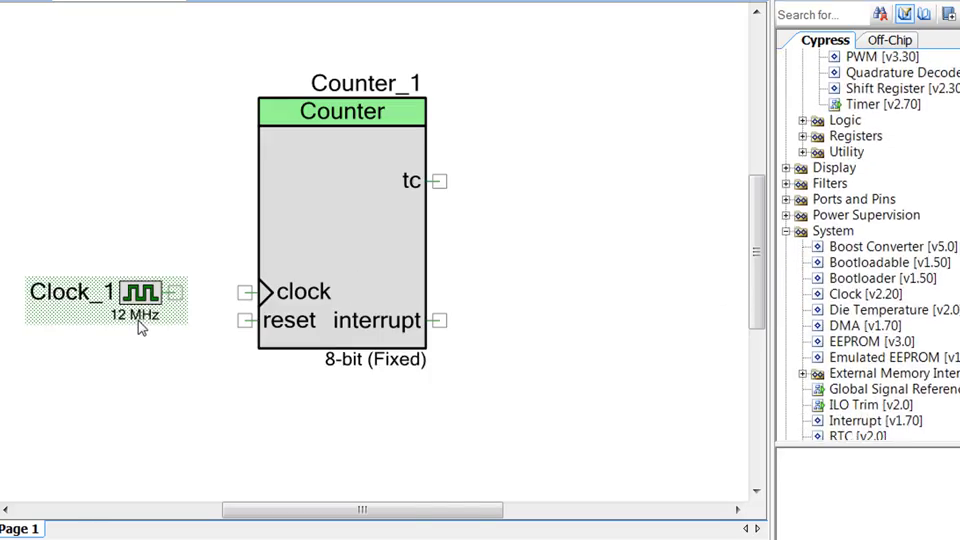 Search for...
Cypress
Off-Chip
PWM [v3.30]
Quadrature Decode
Shift Register [v2.30
Timer [v2.70]
Logic
Registers
Utility
Display
Filters
Ports and Pins
Power Supervision
System
Boost Converter [v5.0]
Bootloadable [v1.50]
Bootloader [v1.50]
Clock [v2.20]
Die Temperature [v2.0
DMA [v1.70]
EEPROM [v3.0]
Emulated EEPROM [v1
External Memory Inter
Global Signal Referenc
ILO Trim [v2.0]
Interrupt [v1.70]
RTC [v2.0]
Counter_1
Counter
tc
clock
reset interrupt
8-bit (Fixed)
Clock_1
12 MHz
Page 1